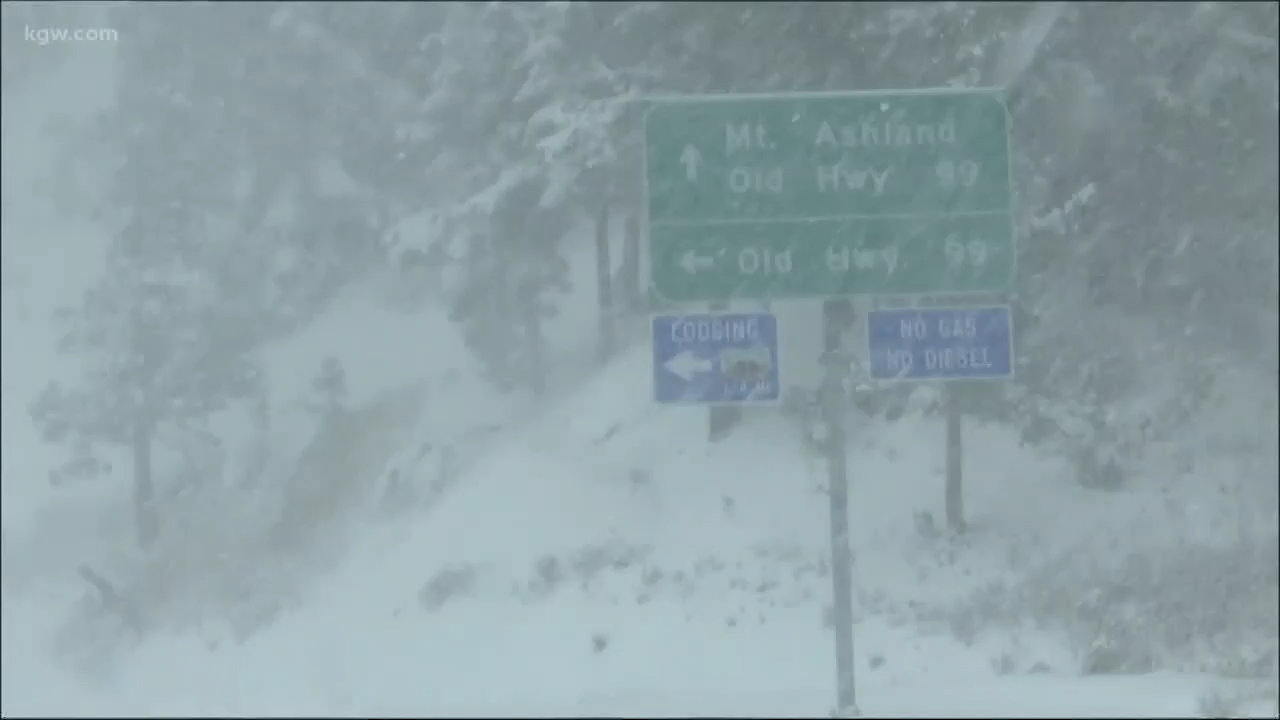 kgw.com
Mt. Ashland
↑ Old Hwy 99
← Old Hwy. 99
LODGING
←
NO GAS
NO DIESEL